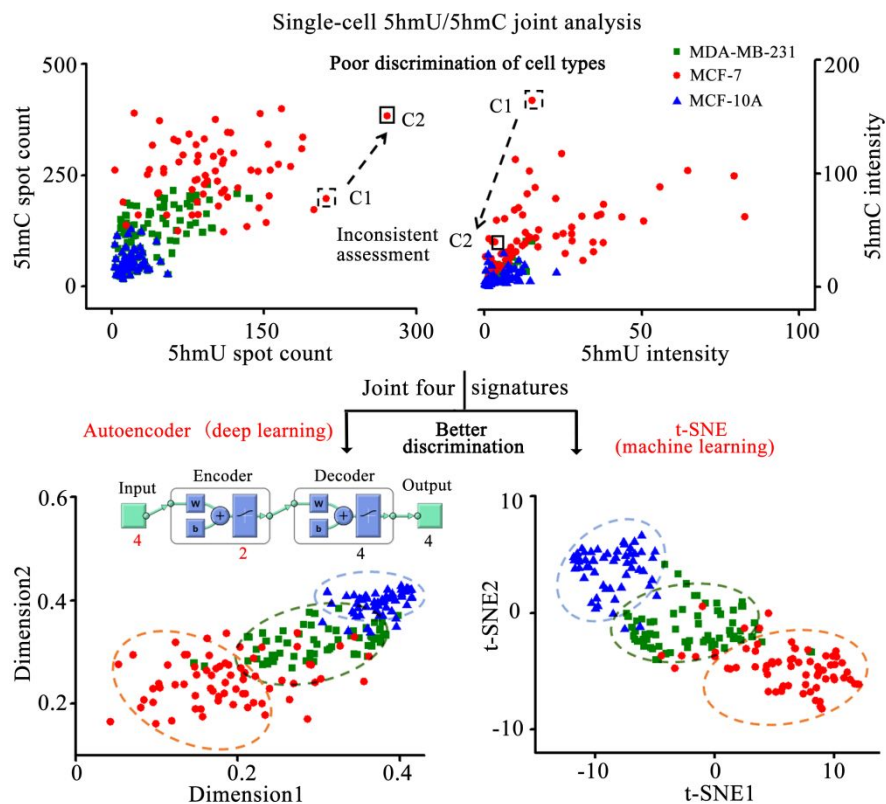 Single-cell 5hmU/5hmC joint analysis
Poor discrimination of cell types
MDA-MB-231
MCF-7
MCF-10A
500
250
0
5hmC spot count
0
150
300
5hmU spot count
C2
C1
Inconsistent
assessment
C1
C2
200
100
0
5hmC intensity
0
50
100
5hmU intensity
Joint four signatures
Better
discrimination
Autoencoder (deep learning)
t-SNE
(machine learning)
Input
Encoder
Decoder
Output
W
b
+
W
b
+
4
2
4
4
0.6
0.4
0.2
Dimension2
0
0.2
0.4
Dimension1
10
0
-10
t-SNE2
-10
0
10
t-SNE1